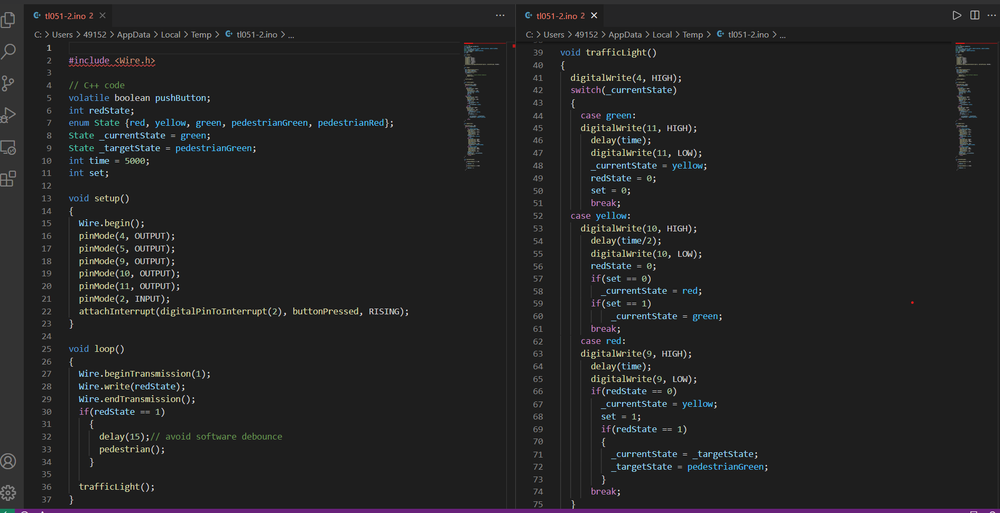 tl051-2.ino 2
C: > Users > 49152 > AppData > Local > Temp > tl051-2.ino > ...
1
2 #include <Wire.h>
3
4 // C++ code
5 volatile boolean pushButton;
6 int redState;
7 enum State {red, yellow, green, pedestrianGreen, pedestrianRed};
8 State _currentState = green;
9 State _targetState = pedestrianGreen;
10 int time = 5000;
11 int set;
12
13 void setup()
14 {
15 Wire.begin();
16 pinMode(4, OUTPUT);
17 pinMode(5, OUTPUT);
18 pinMode(9, OUTPUT);
19 pinMode(10, OUTPUT);
20 pinMode(11, OUTPUT);
21 pinMode(2, INPUT);
22 attachInterrupt(digitalPinToInterrupt(2), buttonPressed, RISING);
23 }
24
25 void loop()
26 {
27 Wire.beginTransmission(1);
28 Wire.write(redState);
29 Wire.endTransmission();
30 if(redState == 1)
31 {
32 delay(15);// avoid software debounce
33 pedestrian();
34 }
35
36 trafficLight();
37 }
tl051-2.ino 2
C: > Users > 49152 > AppData > Local > Temp > tl051-2.ino > ...
39 void trafficLight()
40 {
41 digitalWrite(4, HIGH);
42 switch(_currentState)
43 {
44 case green:
45 digitalWrite(11, HIGH);
46 delay(time);
47 digitalWrite(11, LOW);
48 _currentState = yellow;
49 redState = 0;
50 set = 0;
51 break;
52 case yellow:
53 digitalWrite(10, HIGH);
54 delay(time/2);
55 digitalWrite(10, LOW);
56 redState = 0;
57 if(set == 0)
58 _currentState = red;
59 if(set == 1)
60 _currentState = green;
61 break;
62 case red:
63 digitalWrite(9, HIGH);
64 delay(time);
65 digitalWrite(9, LOW);
66 if(redState == 0)
67 _currentState = yellow;
68 set = 1;
69 if(redState == 1)
70 {
71 _currentState = _targetState;
72 _targetState = pedestrianGreen;
73 }
74 break;
75 }